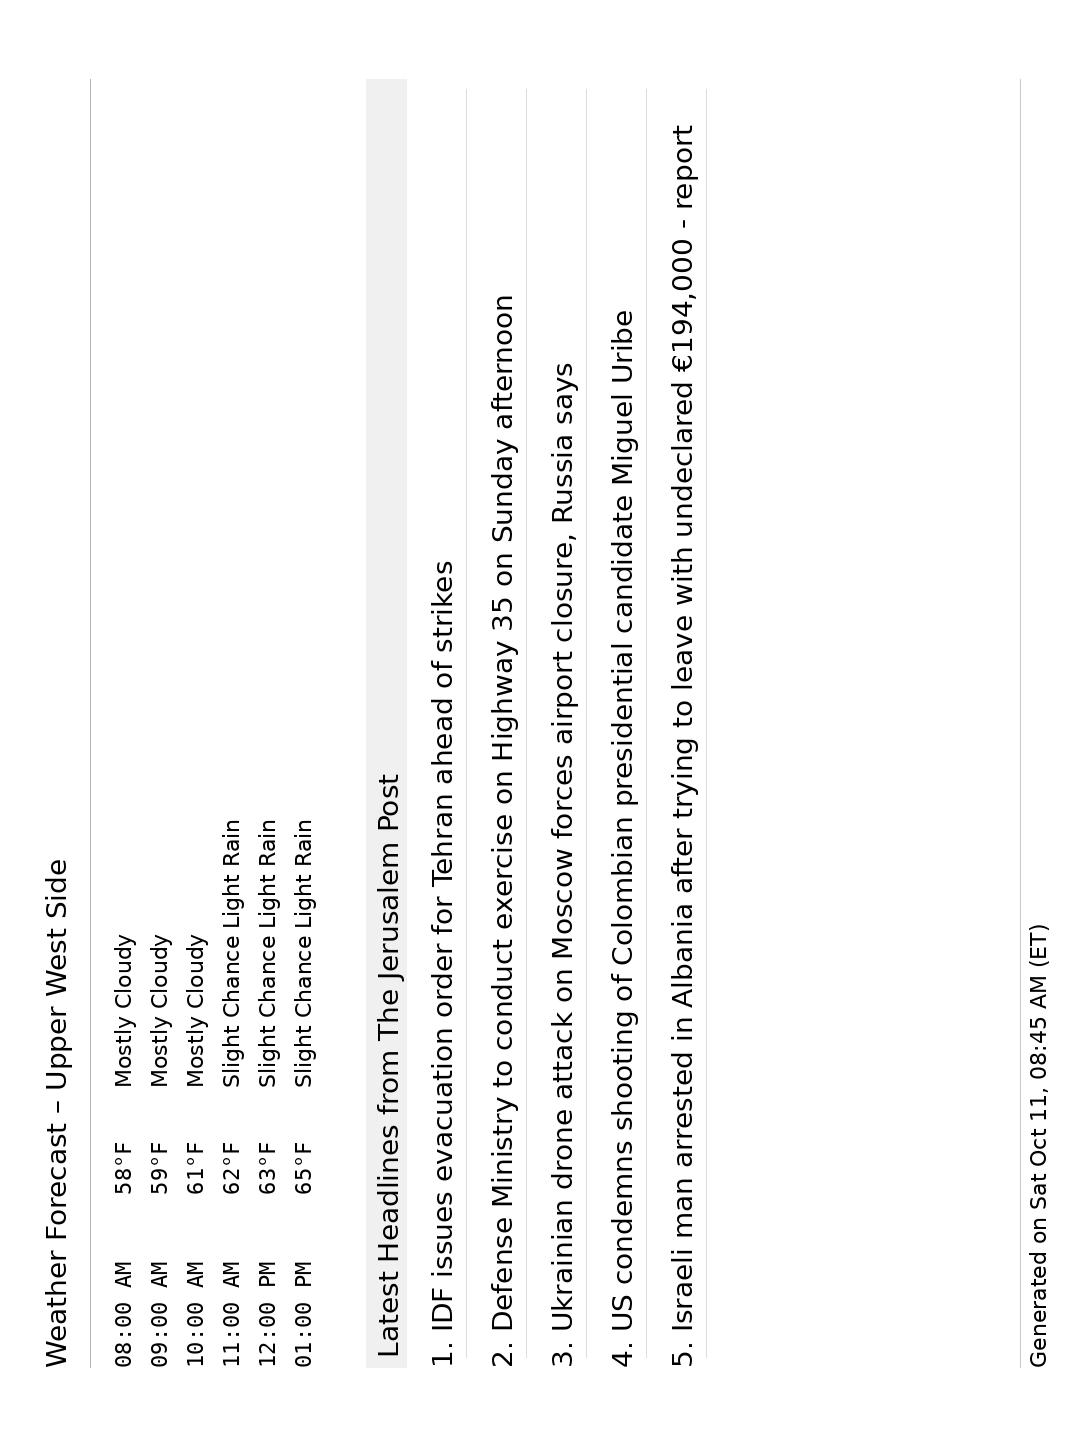 Weather Forecast – Upper West Side
08:00 AM 58°F Mostly Cloudy
09:00 AM 59°F Mostly Cloudy
10:00 AM 61°F Mostly Cloudy
11:00 AM 62°F Slight Chance Light Rain
12:00 PM 63°F Slight Chance Light Rain
01:00 PM 65°F Slight Chance Light Rain
Latest Headlines from The Jerusalem Post
1. IDF issues evacuation order for Tehran ahead of strikes
2. Defense Ministry to conduct exercise on Highway 35 on Sunday afternoon
3. Ukrainian drone attack on Moscow forces airport closure, Russia says
4. US condemns shooting of Colombian presidential candidate Miguel Uribe
5. Israeli man arrested in Albania after trying to leave with undeclared €194,000 - report
Generated on Sat Oct 11, 08:45 AM (ET)